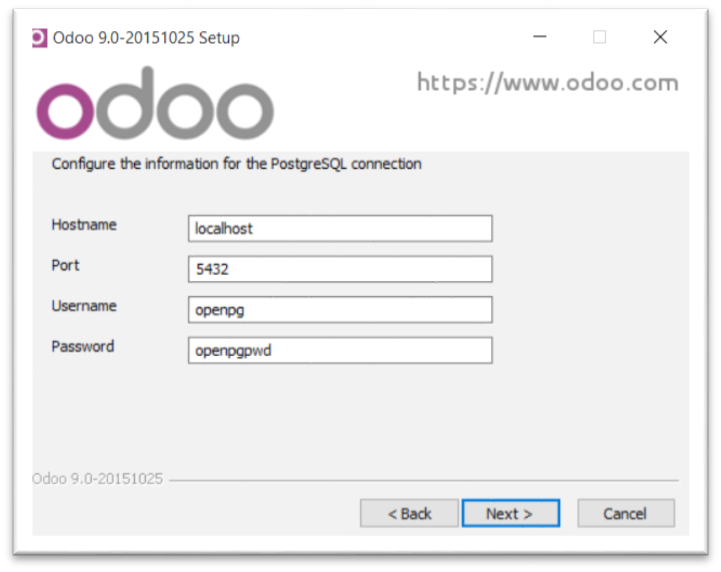 Odoo 9.0-20151025 Setup
odoo
https://www.odoo.com
Configure the information for the PostgreSQL connection
Hostname localhost
Port 5432
Username openpg
Password openpgpwd
Odoo 9.0-20151025
< Back Next > Cancel